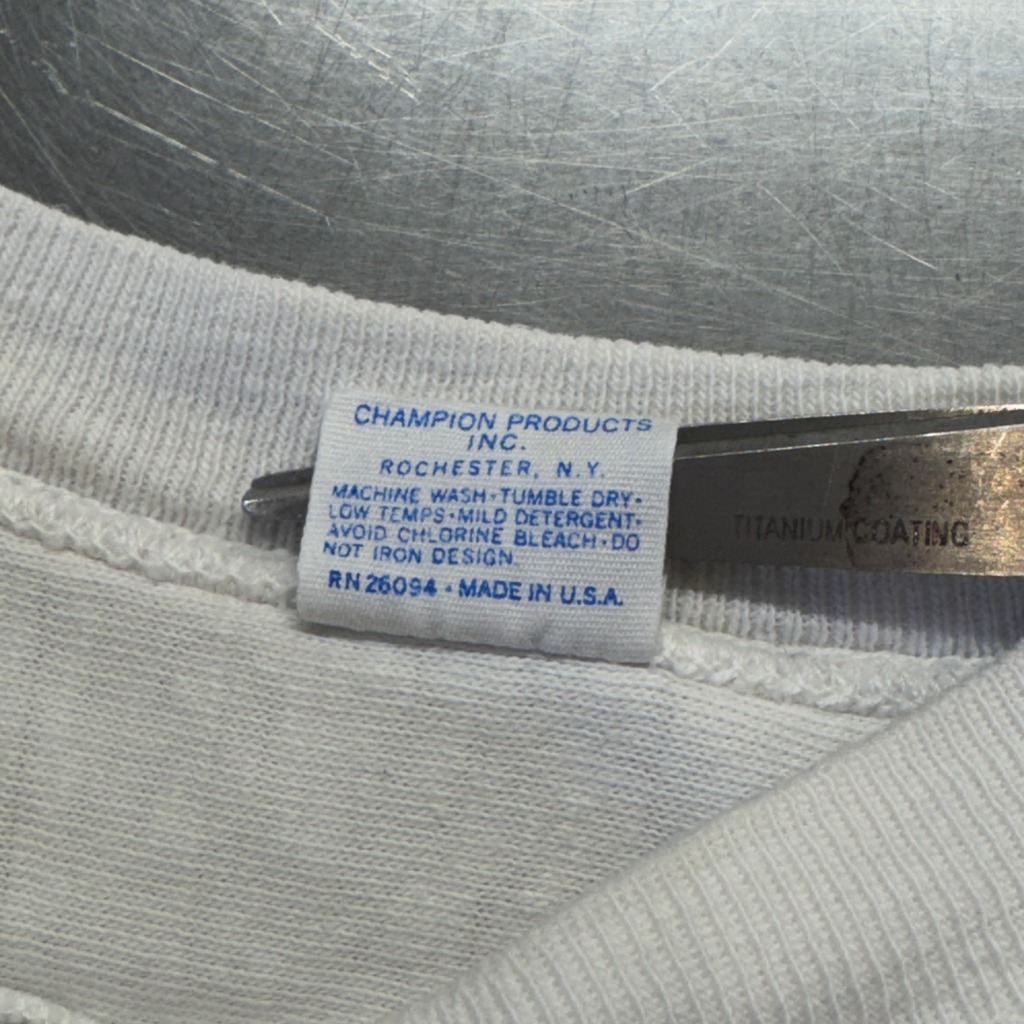 CHAMPION PRODUCTS
INC.
ROCHESTER, N.Y.
MACHINE WASH·TUMBLE DRY·
LOW TEMPS·MILD DETERGENT·
AVOID CHLORINE BLEACH·DO
NOT IRON DESIGN.
RN 26094 · MADE IN U.S.A.
TITANIUM COATING